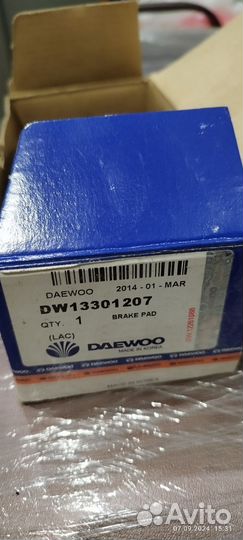 DAEWOO 2014 - 01 - MAR
DW13301207
QTY. 1 BRAKE PAD
(LAC)
DAEWOO
MADE IN KOREA
Avito
07.09.2024 15:31